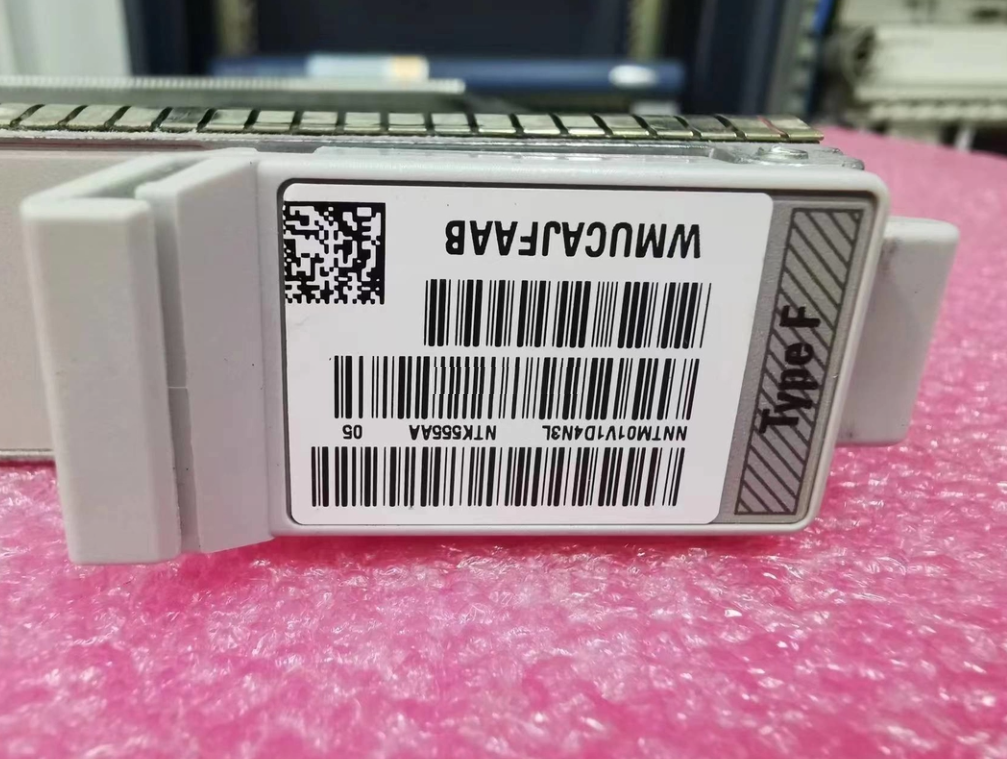 WMUCAJFAAB
NNTM01V1D4N3L NTK555AA 05
Type F